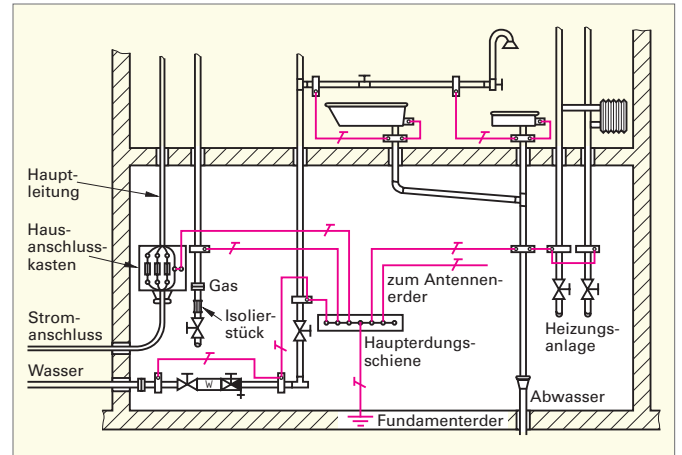 Haupt-
leitung
Haus-
anschluss-
kasten
Gas
Isolier-
stück
zum Antennen-
erder
Strom-
anschluss
Haupterdungs-
schiene
Heizungs-
anlage
Wasser
W
Abwasser
Fundamenterder